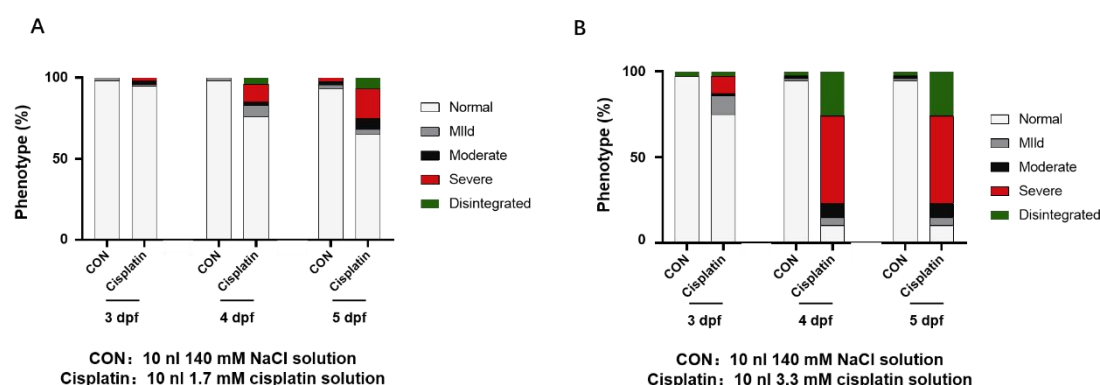 A
Phenotype (%)
100
50
0
CON
Cisplatin
CON
Cisplatin
CON
Cisplatin
3 dpf
4 dpf
5 dpf
Normal
MIld
Moderate
Severe
Disintegrated
CON：10 nl 140 mM NaCl solution
Cisplatin：10 nl 1.7 mM cisplatin solution
B
Phenotype (%)
100
50
0
CON
Cisplatin
CON
Cisplatin
CON
Cisplatin
3 dpf
4 dpf
5 dpf
Normal
MIld
Moderate
Severe
Disintegrated
CON：10 nl 140 mM NaCl solution
Cisplatin：10 nl 3.3 mM cisplatin solution